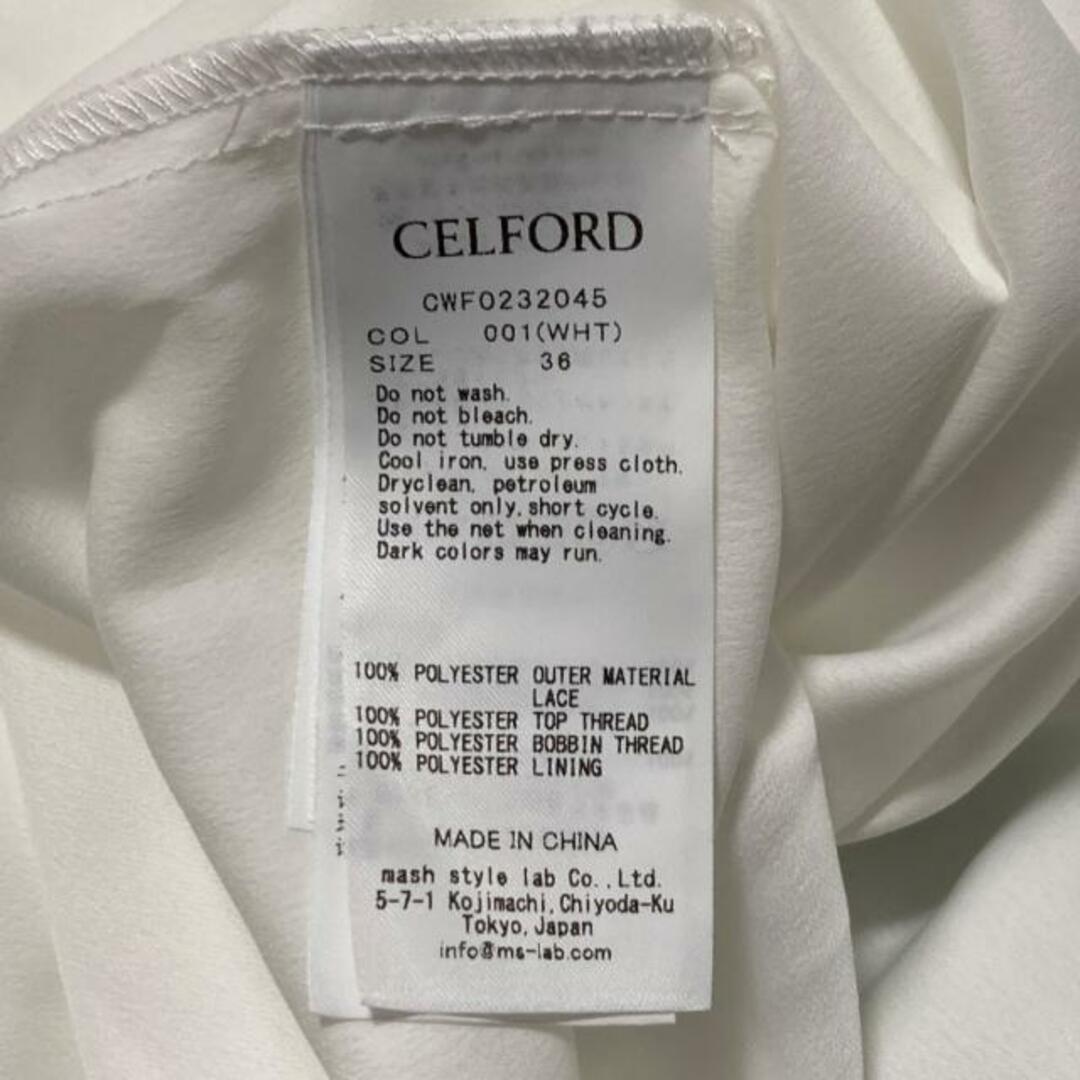 CELFORD
CWF0232045
COL 001(WHT)
SIZE 36
Do not wash.
Do not bleach.
Do not tumble dry.
Cool iron, use press cloth.
Dryclean, petroleum
solvent only, short cycle.
Use the net when cleaning.
Dark colors may run.
100% POLYESTER OUTER MATERIAL
LACE
100% POLYESTER TOP THREAD
100% POLYESTER BOBBIN THREAD
100% POLYESTER LINING
MADE IN CHINA
mash style lab Co.,Ltd.
5-7-1 Kojimachi,Chiyoda-Ku
Tokyo,Japan
info@ms-lab.com